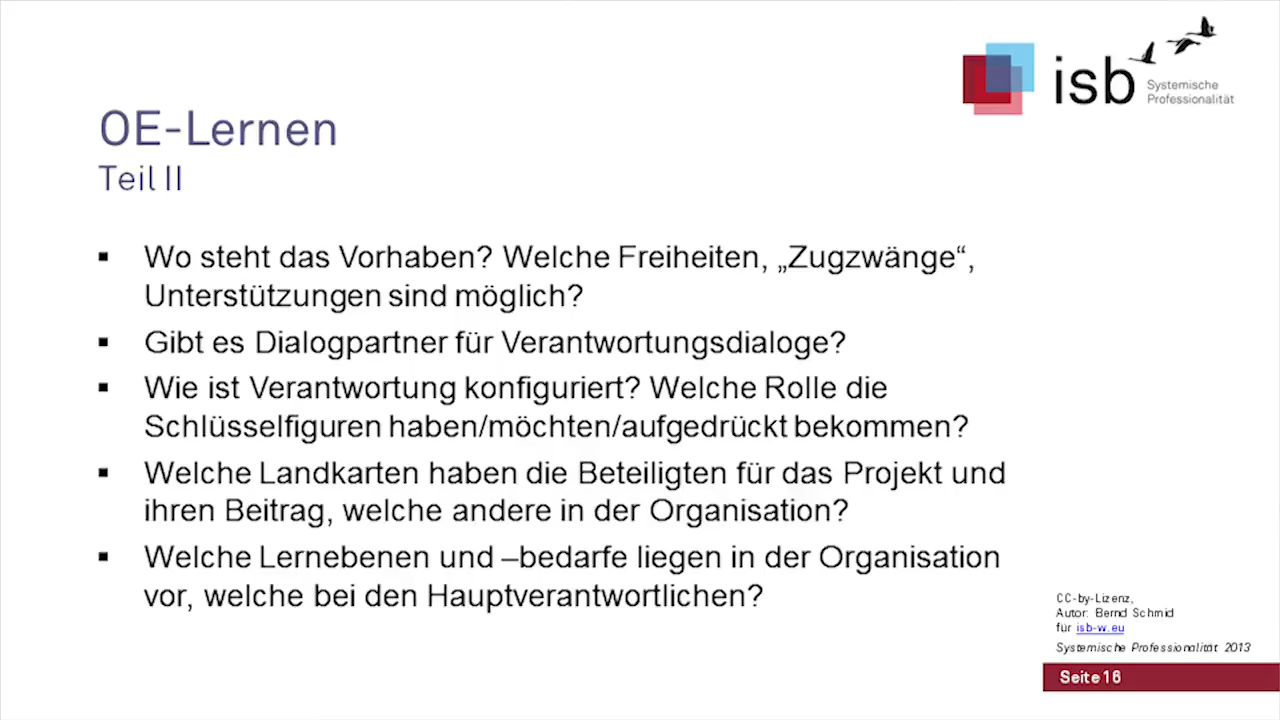 isb
Systemische
Professionalität
OE-Lernen
Teil II
▪ Wo steht das Vorhaben? Welche Freiheiten, „Zugzwänge“,
Unterstützungen sind möglich?
▪ Gibt es Dialogpartner für Verantwortungsdialoge?
▪ Wie ist Verantwortung konfiguriert? Welche Rolle die
Schlüsselfiguren haben/möchten/aufgedrückt bekommen?
▪ Welche Landkarten haben die Beteiligten für das Projekt und
ihren Beitrag, welche andere in der Organisation?
▪ Welche Lernebenen und –bedarfe liegen in der Organisation
vor, welche bei den Hauptverantwortlichen?
CC-by-Lizenz,
Autor: Bernd Schmid
für isb-w.eu
Systemische Professionalität 2013
Seite 16